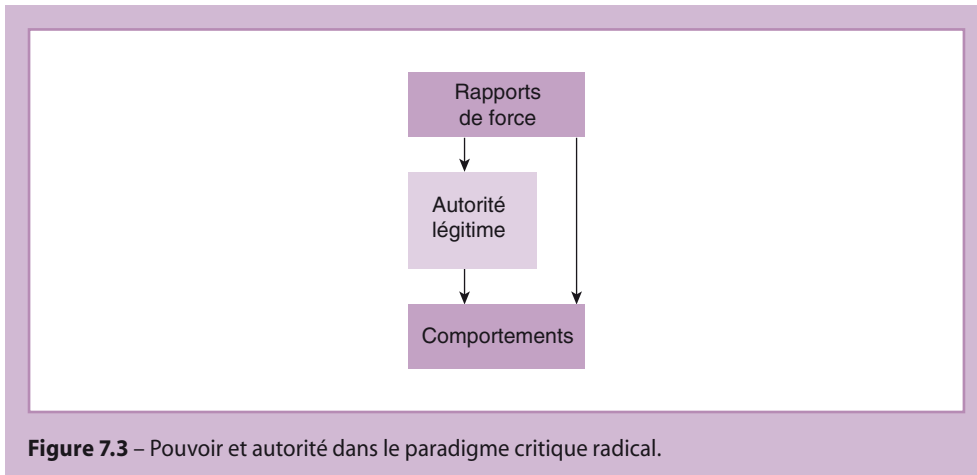 Rapports
de force
Autorité
légitime
Comportements
Figure 7.3 – Pouvoir et autorité dans le paradigme critique radical.